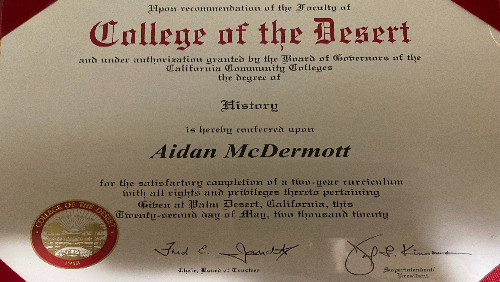 Upon recommendation of the Faculty of
College of the Desert
and under authorization granted by the Board of Governors of the
California Community Colleges
the degree of
History
is hereby conferred upon
Aidan McDermott
for the satisfactory completion of a two-year curriculum
with all rights and privileges thereto pertaining
Given at Palm Desert, California, this
Twenty-second day of May, two thousand twenty
COLLEGE OF THE DESERT
1958
Fred E.
Chair, Board of Trustees
Superintendent/
President